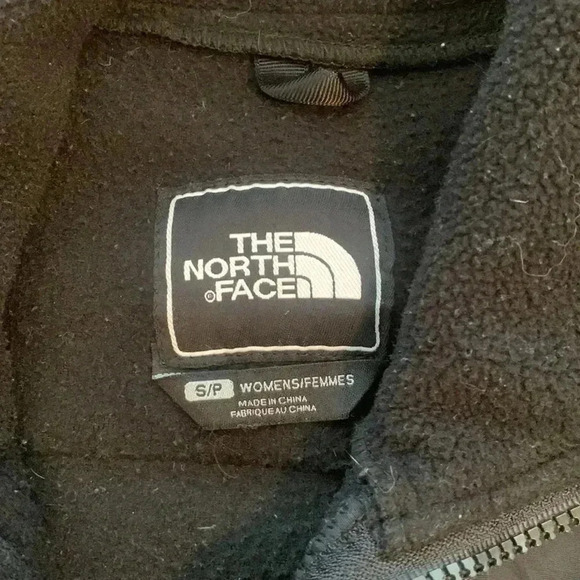 THE
NORTH
©FACE
S/P WOMENS/FEMMES
MADE IN CHINA
FABRIQUE AU CHINA